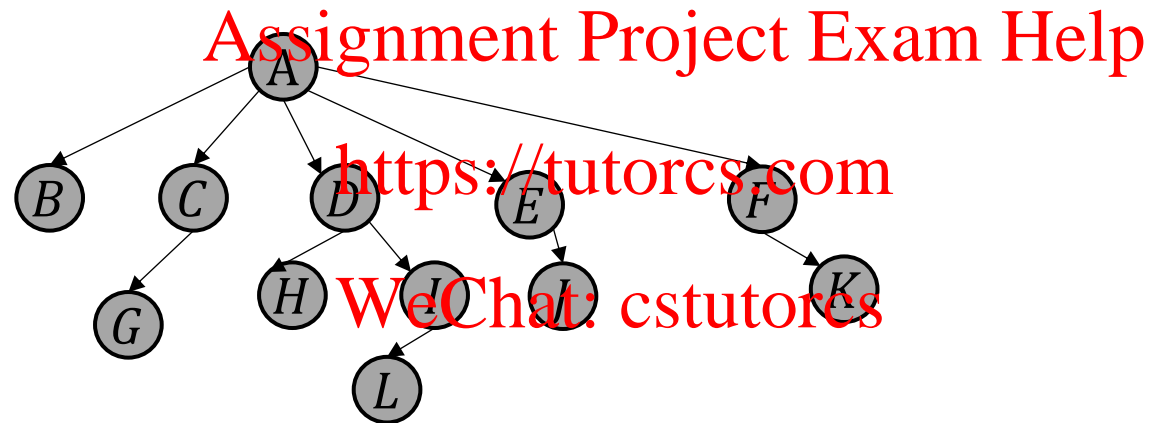 Assignment Project Exam Help
A
https://tutorcs.com
B C D E F
H I J K
WeChat: cstutorcs
G
L